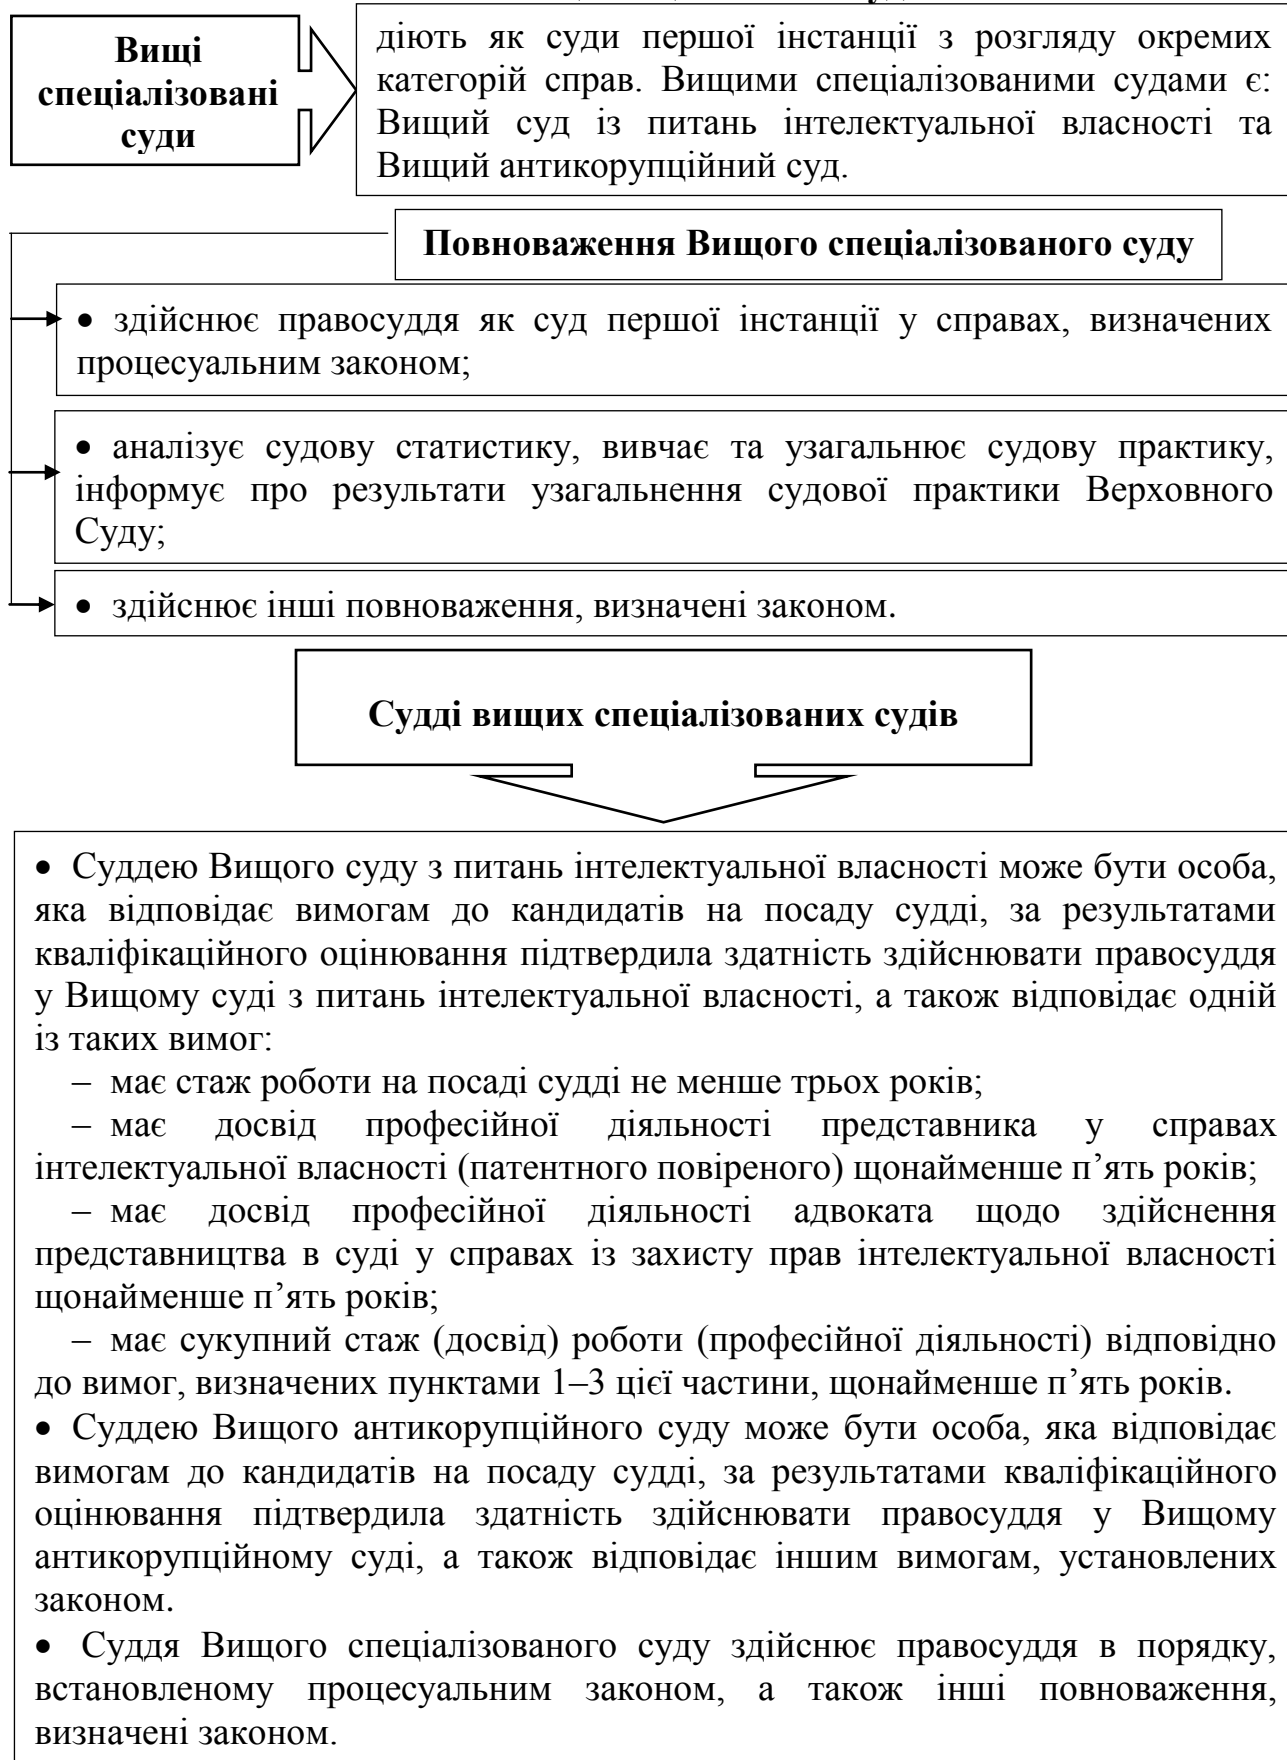 Вищі
спеціалізовані
суди
діють як суди першої інстанції з розгляду окремих
категорій справ. Вищими спеціалізованими судами є:
Вищий суд із питань інтелектуальної власності та
Вищий антикорупційний суд.
Повноваження Вищого спеціалізованого суду
• здійснює правосуддя як суд першої інстанції у справах, визначених
процесуальним законом;
• аналізує судову статистику, вивчає та узагальнює судову практику,
інформує про результати узагальнення судової практики Верховного
Суду;
• здійснює інші повноваження, визначені законом.
Судді вищих спеціалізованих судів
• Суддею Вищого суду з питань інтелектуальної власності може бути особа,
яка відповідає вимогам до кандидатів на посаду судді, за результатами
кваліфікаційного оцінювання підтвердила здатність здійснювати правосуддя
у Вищому суді з питань інтелектуальної власності, а також відповідає одній
із таких вимог:
– має стаж роботи на посаді судді не менше трьох років;
– має досвід професійної діяльності представника у справах
інтелектуальної власності (патентного повіреного) щонайменше п’ять років;
– має досвід професійної діяльності адвоката щодо здійснення
представництва в суді у справах із захисту прав інтелектуальної власності
щонайменше п’ять років;
– має сукупний стаж (досвід) роботи (професійної діяльності) відповідно
до вимог, визначених пунктами 1–3 цієї частини, щонайменше п’ять років.
• Суддею Вищого антикорупційного суду може бути особа, яка відповідає
вимогам до кандидатів на посаду судді, за результатами кваліфікаційного
оцінювання підтвердила здатність здійснювати правосуддя у Вищому
антикорупційному суді, а також відповідає іншим вимогам, установлених
законом.
• Суддя Вищого спеціалізованого суду здійснює правосуддя в порядку,
встановленому процесуальним законом, а також інші повноваження,
визначені законом.